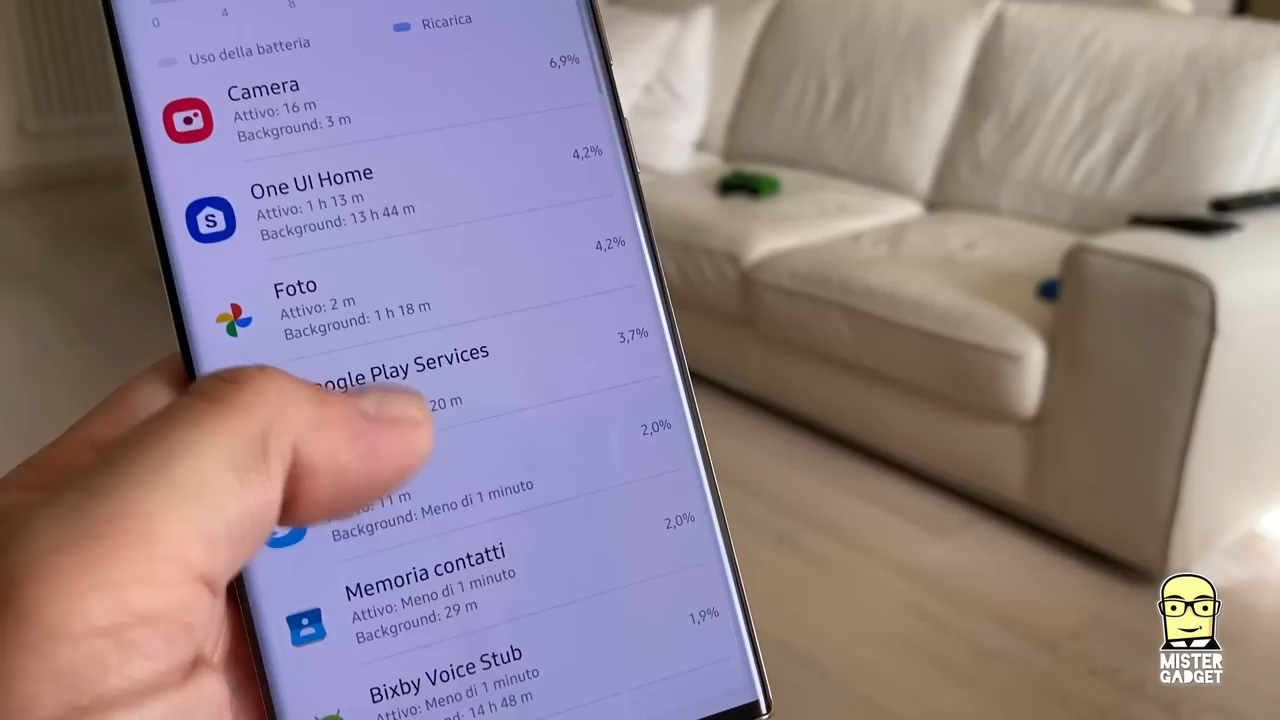 0
4
8
Uso della batteria
Ricarica
Camera
6,9%
Attivo: 16 m
Background: 3 m
One UI Home
4,2%
Attivo: 1 h 13 m
Background: 13 h 44 m
Foto
4,2%
Attivo: 2 m
Background: 1 h 18 m
ogle Play Services
3,7%
20 m
2,0%
11 m
Background: Meno di 1 minuto
Memoria contatti
2,0%
Attivo: Meno di 1 minuto
Background: 29 m
Bixby Voice Stub
1,9%
Attivo: Meno di 1 minuto
14 h 48 m
MISTER
GADGET